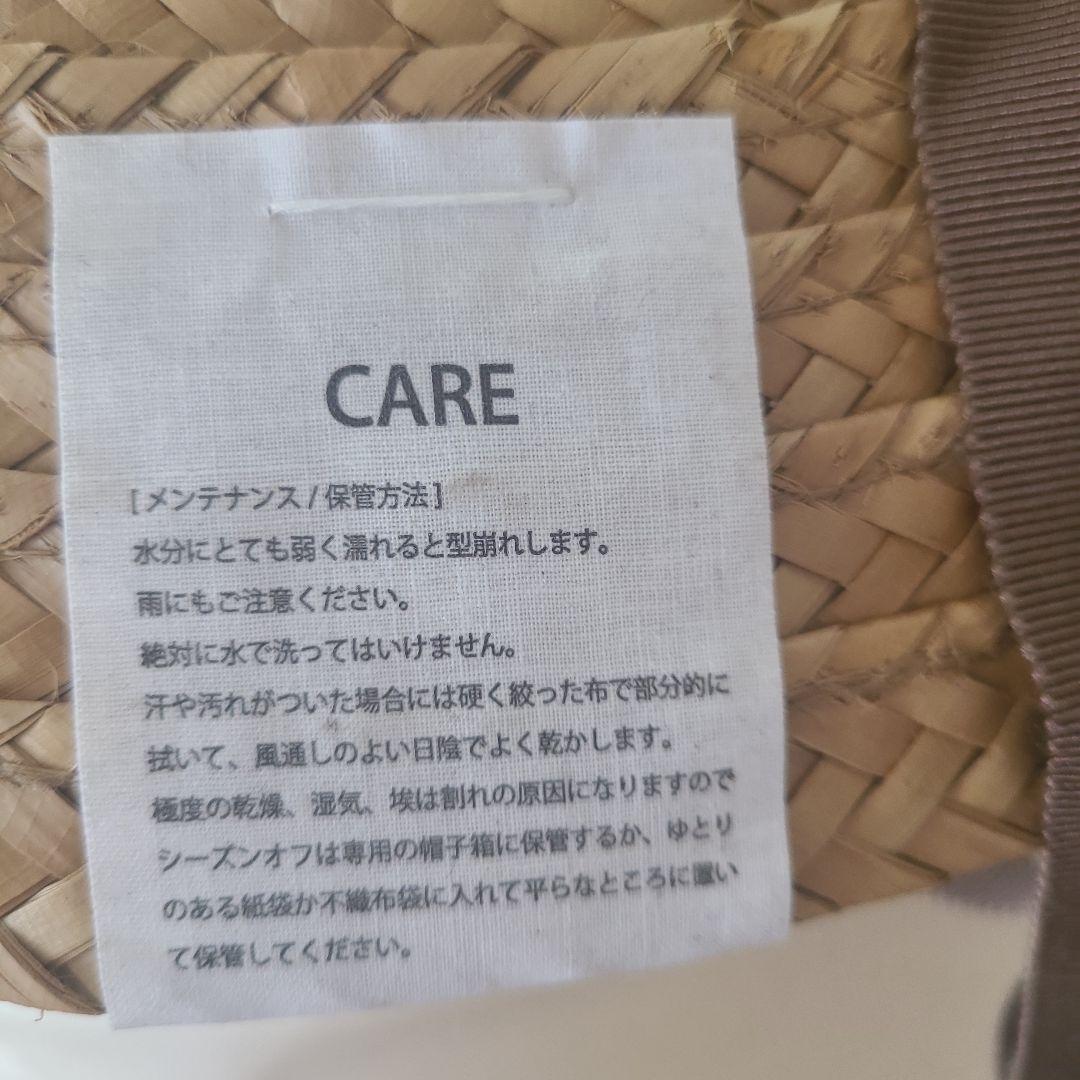 CARE
[メンテナンス/保管方法]
水分にとても弱く濡れると型崩れします。
雨にもご注意ください。
絶対に水で洗ってはいけません。
汗や汚れがついた場合には硬く絞った布で部分的に
拭いて、風通しのよい日陰でよく乾かします。
極度の乾燥、湿気、埃は割れの原因になりますので
シーズンオフは専用の帽子箱に保管するか、ゆとり
のある紙袋か不織布袋に入れて平らなところに置い
て保管してください。